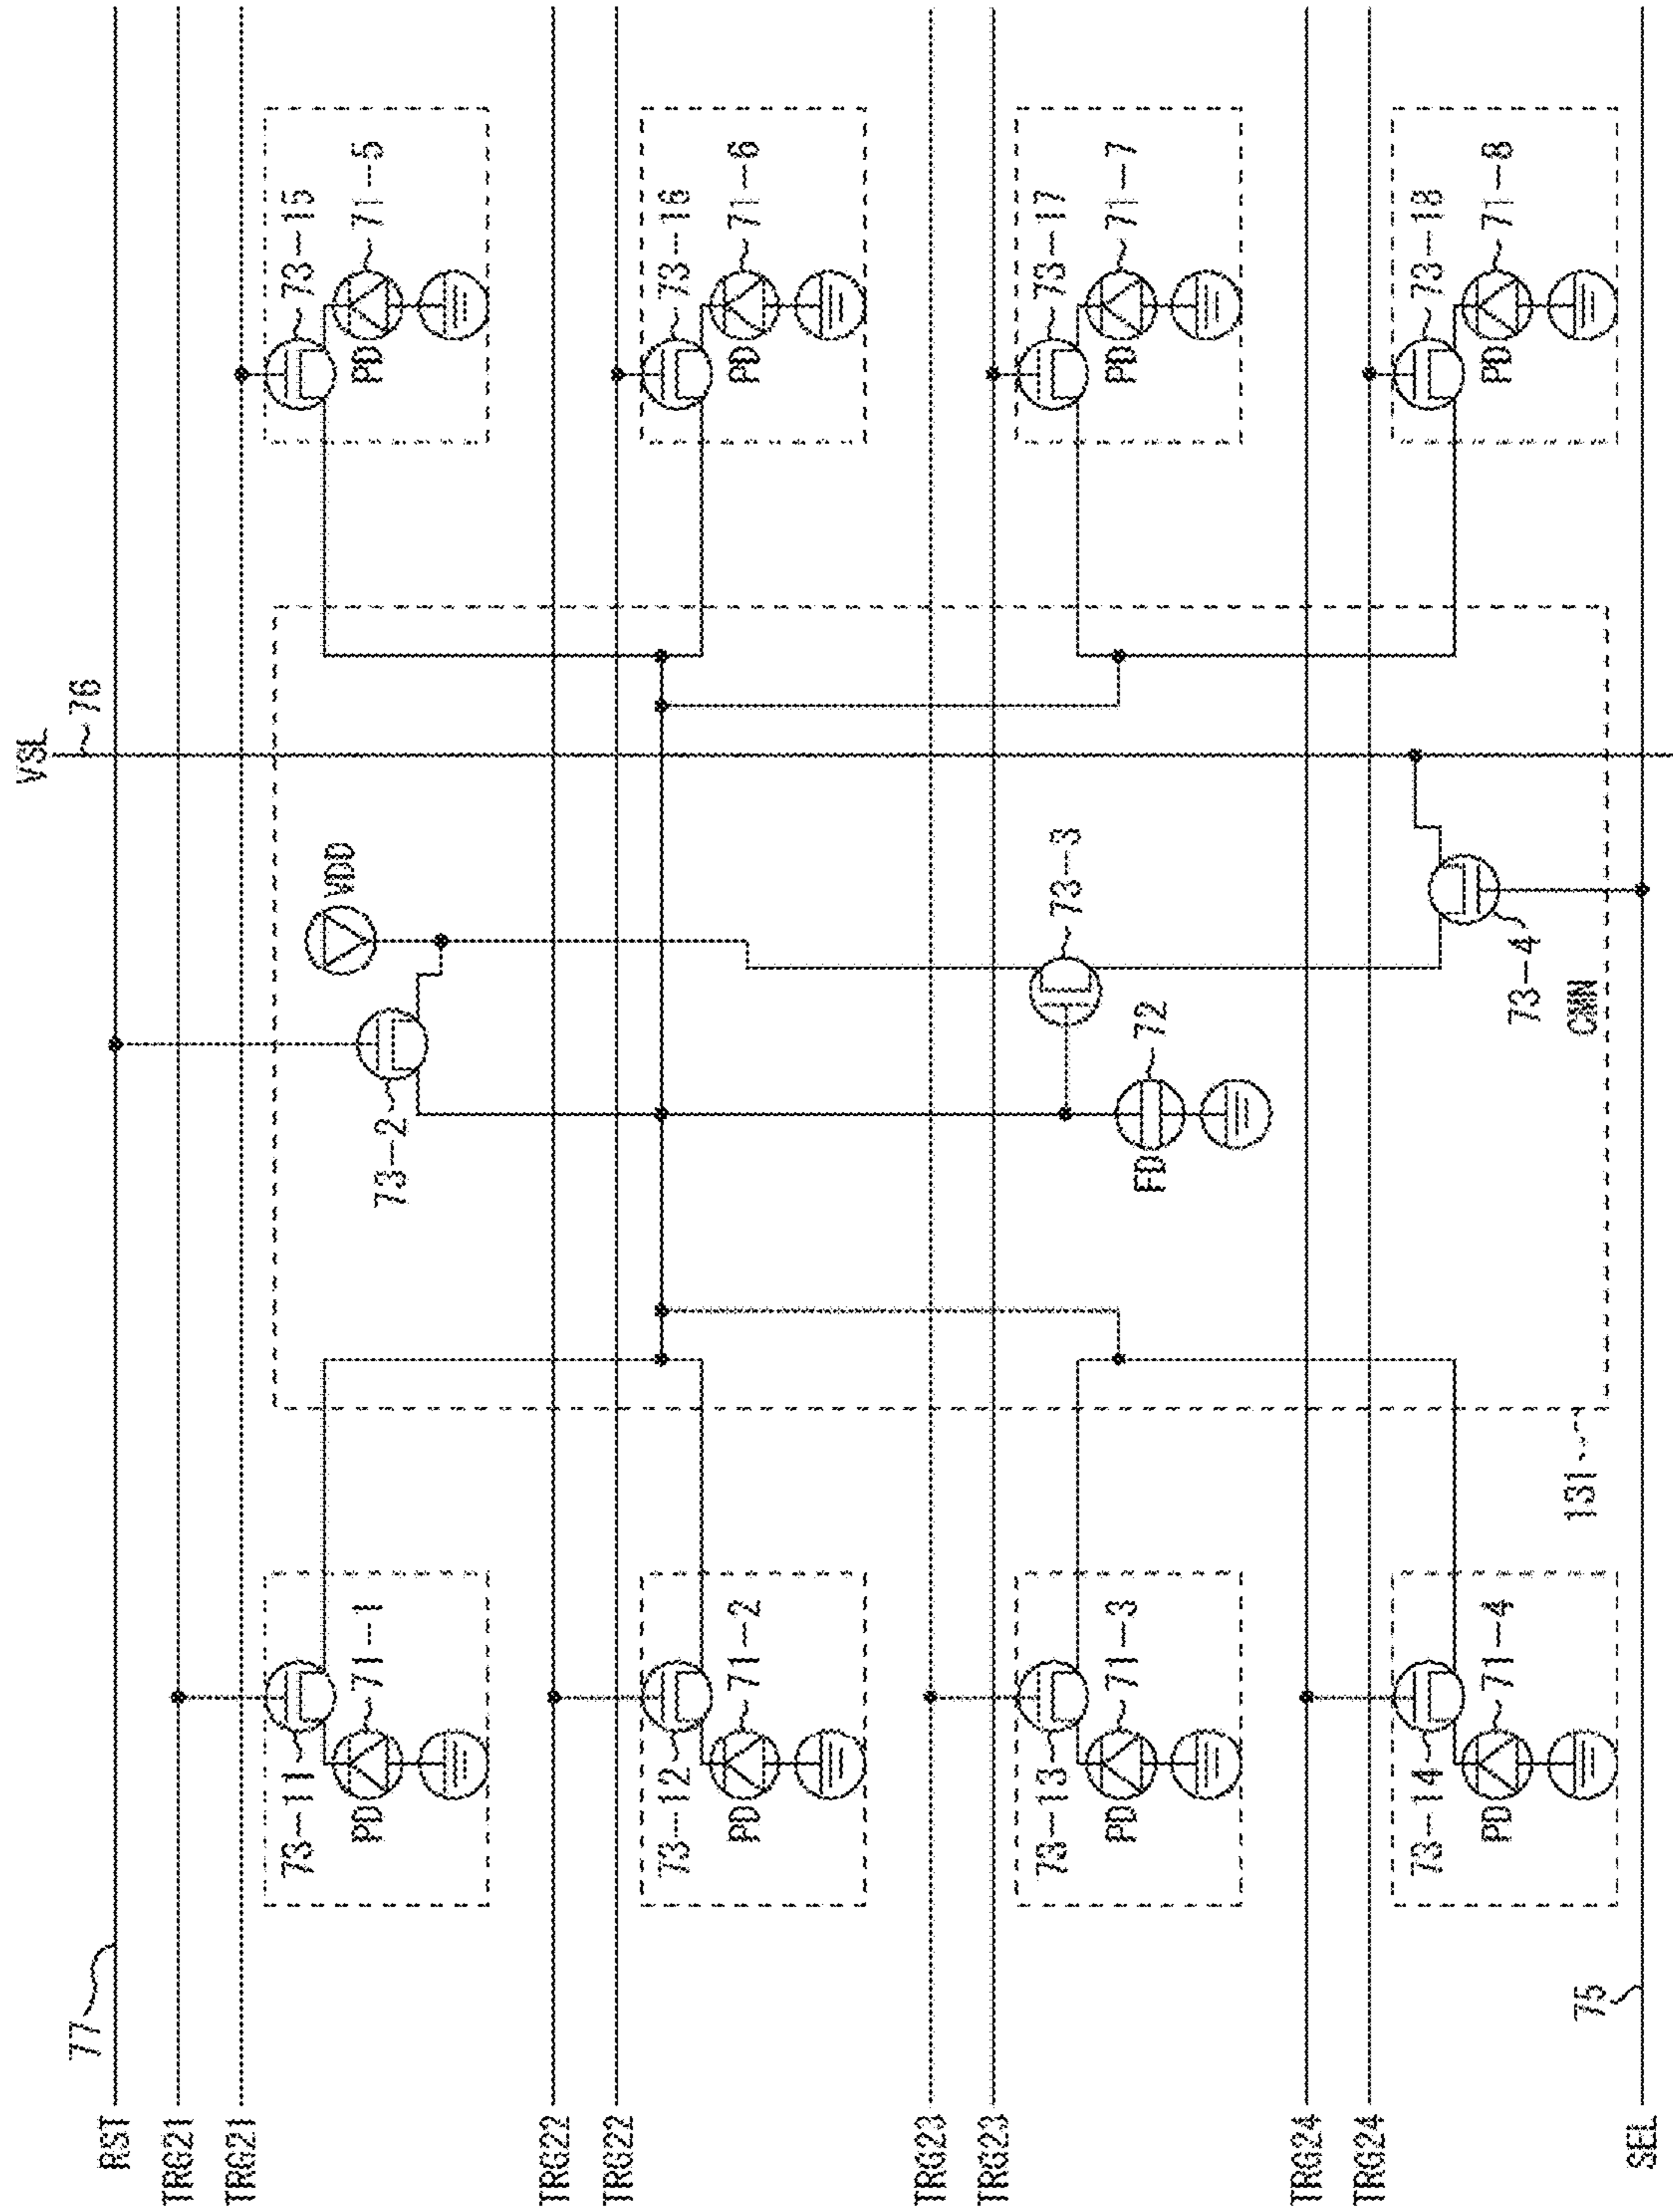 VSL
76
77
RST
TRG21
TRG21
73-11
PD
71-1
73-2
VDD
73-15
PD
71-5
TRG22
TRG22
73-12
PD
71-2
73-16
PD
71-6
TRG23
TRG23
73-13
PD
71-3
FD
72
73-3
73-17
PD
71-7
TRG24
TRG24
73-14
PD
71-4
73-4
73-18
PD
71-8
131
CMN
75
SEL